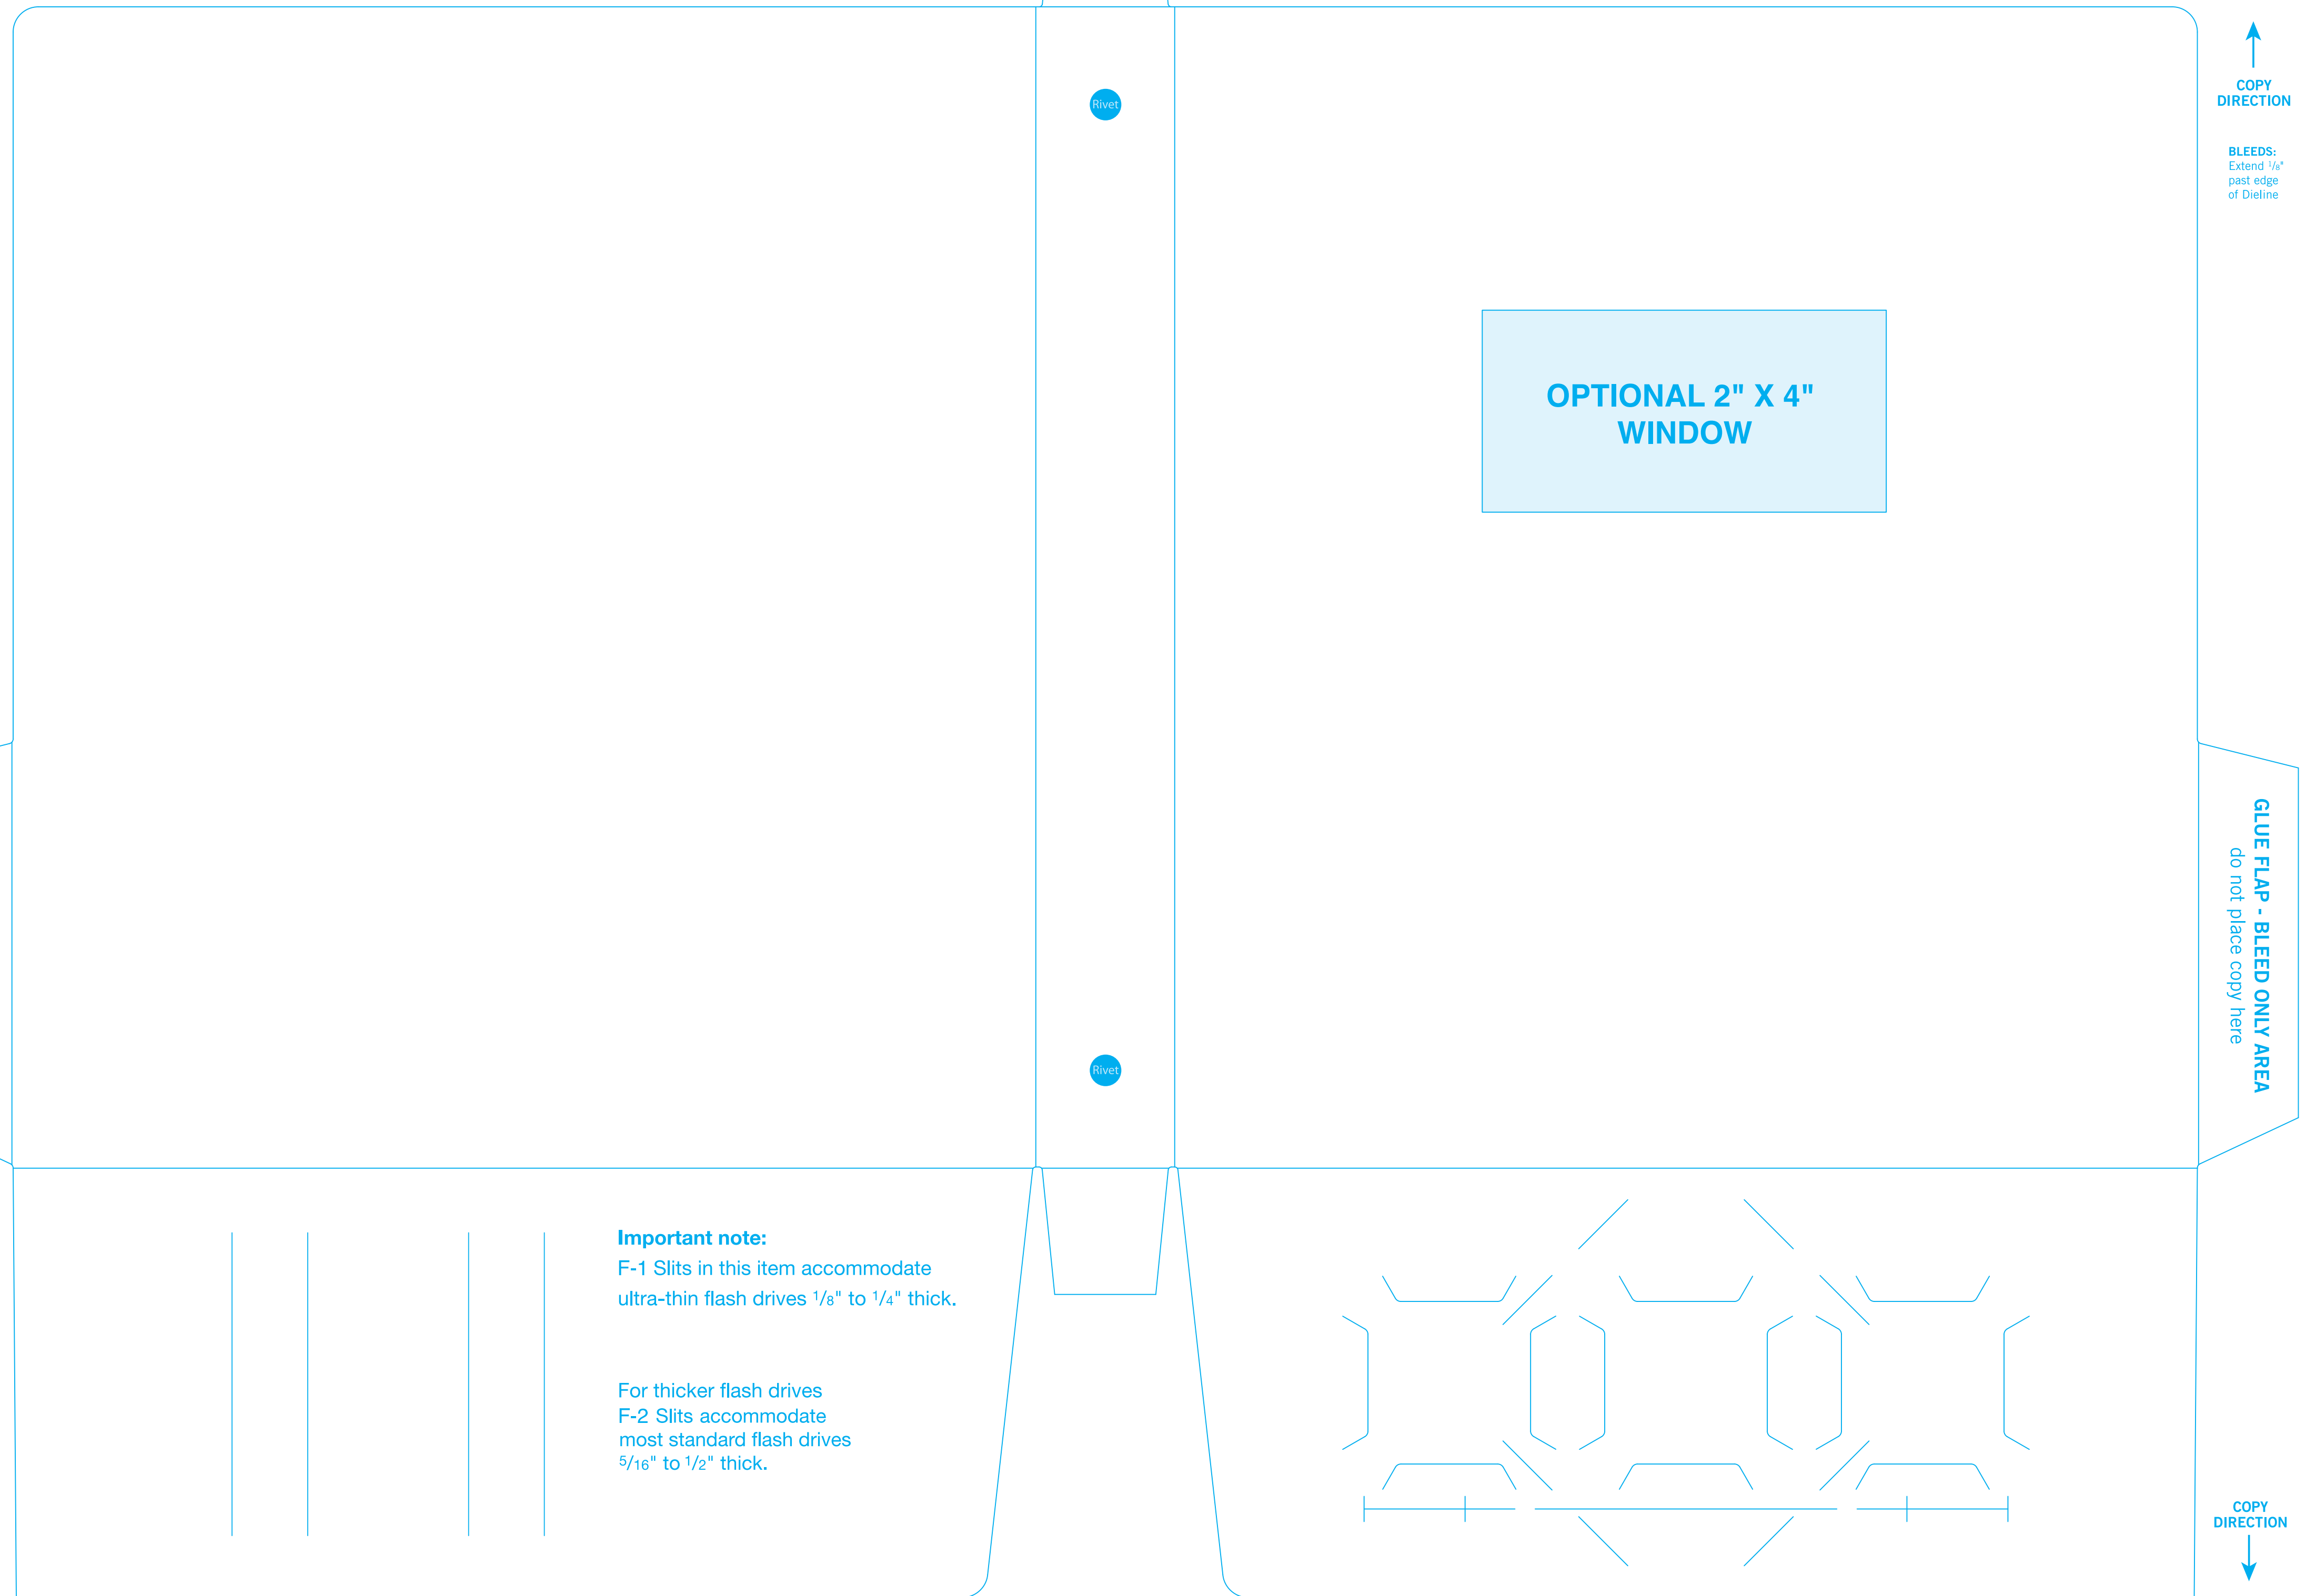 Rivet
COPY
DIRECTION
BLEEDS:
Extend 1/8"
past edge
of Dieline
OPTIONAL 2" X 4"
WINDOW
GLUE FLAP - BLEED ONLY AREA
do not place copy here
Rivet
Important note:
F-1 Slits in this item accommodate
ultra-thin flash drives 1/8" to 1/4" thick.
For thicker flash drives
F-2 Slits accommodate
most standard flash drives
5/16" to 1/2" thick.
COPY
DIRECTION